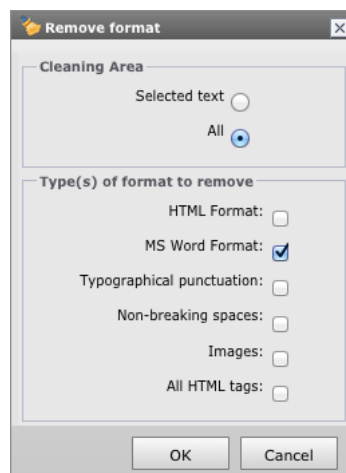 Remove format
Cleaning Area
Selected text
All
Type(s) of format to remove
HTML Format:
MS Word Format:
Typographical punctuation:
Non-breaking spaces:
Images:
All HTML tags:
OK Cancel